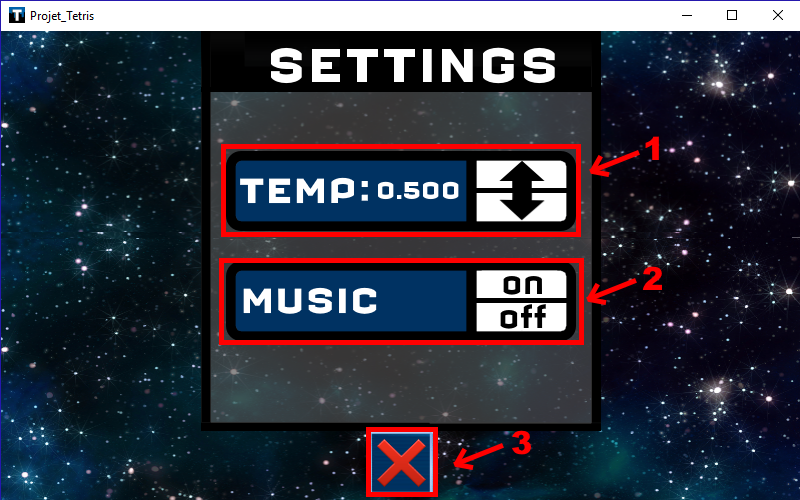 Projet_Tetris
SETTINGS
1
TEMP: 0.500
2
MUSIC
on
off
3